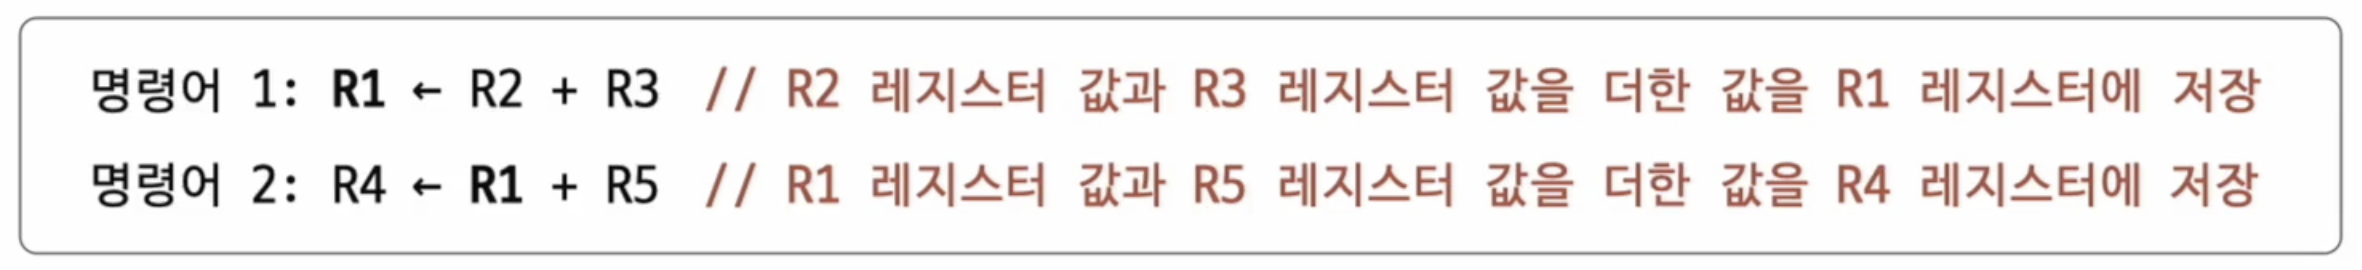 명령어 1: R1 ← R2 + R3 // R2 레지스터 값과 R3 레지스터 값을 더한 값을 R1 레지스터에 저장
명령어 2: R4 ← R1 + R5 // R1 레지스터 값과 R5 레지스터 값을 더한 값을 R4 레지스터에 저장